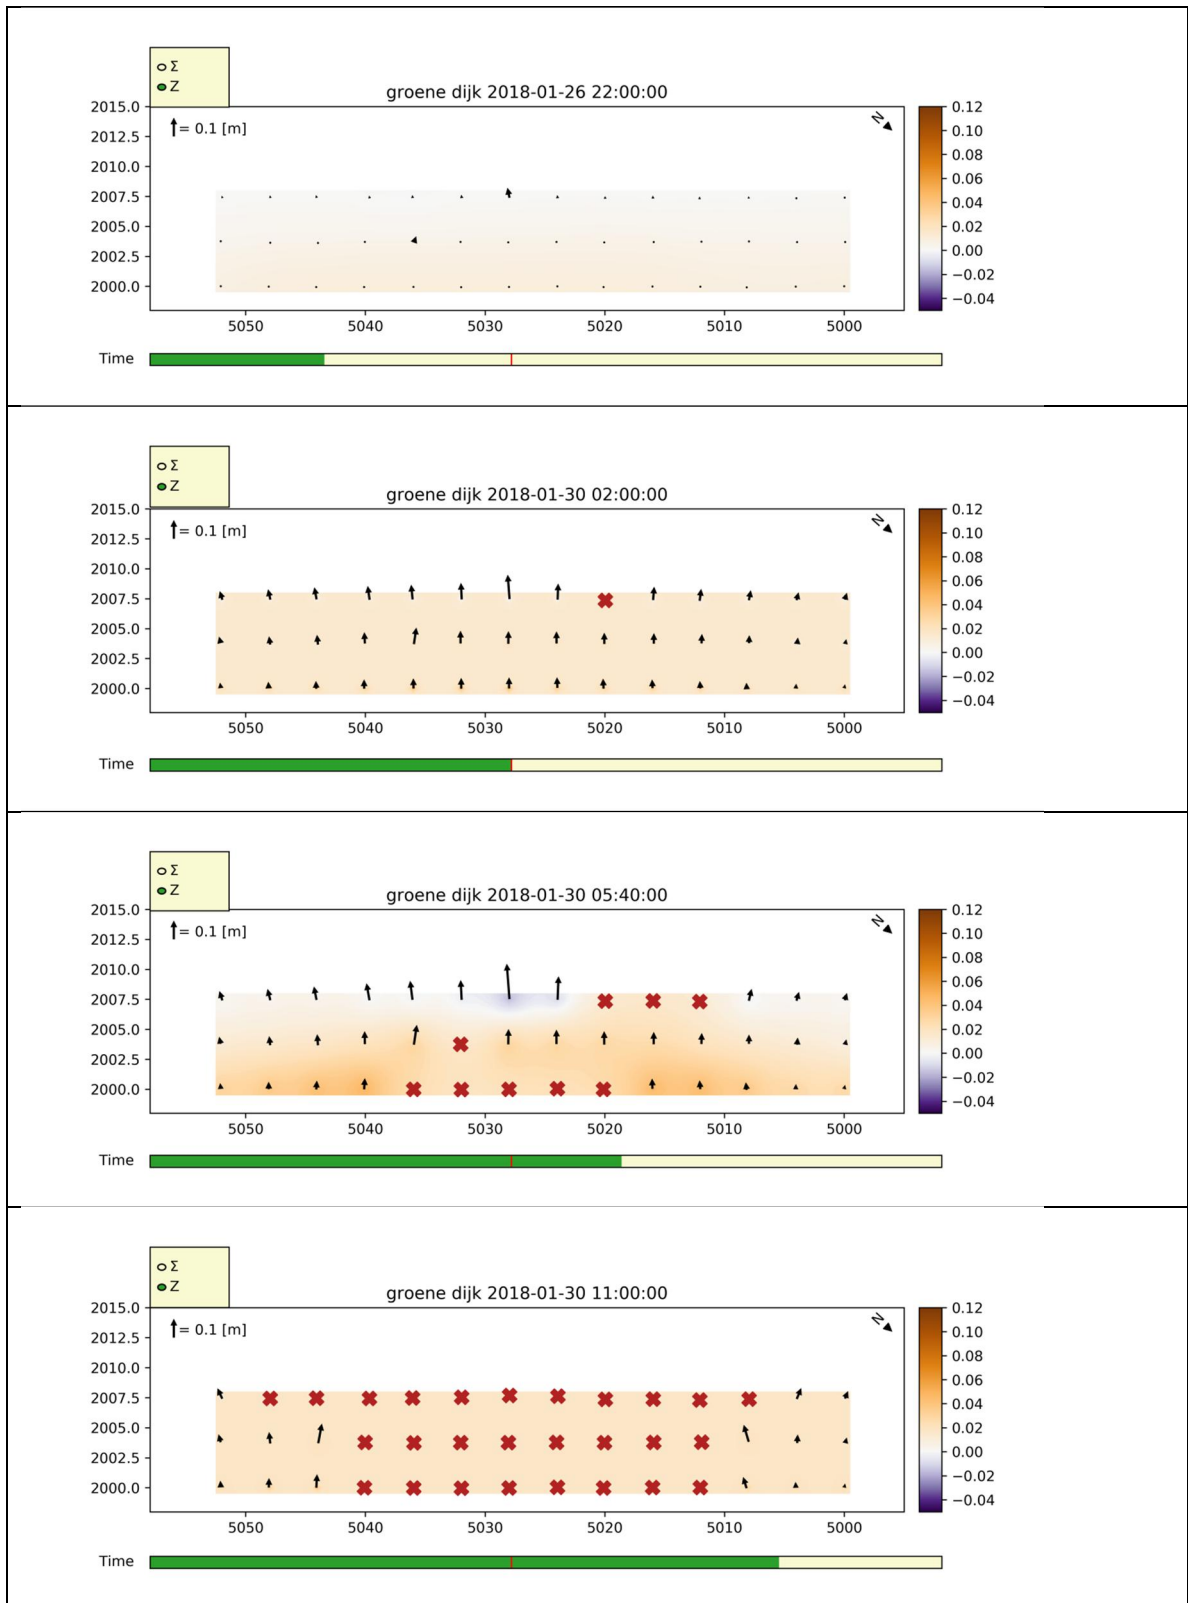 Σ
Z
groene dijk 2018-01-26 22:00:00
= 0.1 [m]
N
2015.0
2012.5
2010.0
2007.5
2005.0
2002.5
2000.0
5050 5040 5030 5020 5010 5000
0.12
0.10
0.08
0.06
0.04
0.02
0.00
−0.02
−0.04
Time
Σ
Z
groene dijk 2018-01-30 02:00:00
= 0.1 [m]
N
2015.0
2012.5
2010.0
2007.5
2005.0
2002.5
2000.0
5050 5040 5030 5020 5010 5000
0.12
0.10
0.08
0.06
0.04
0.02
0.00
−0.02
−0.04
Time
Σ
Z
groene dijk 2018-01-30 05:40:00
= 0.1 [m]
N
2015.0
2012.5
2010.0
2007.5
2005.0
2002.5
2000.0
5050 5040 5030 5020 5010 5000
0.12
0.10
0.08
0.06
0.04
0.02
0.00
−0.02
−0.04
Time
Σ
Z
groene dijk 2018-01-30 11:00:00
= 0.1 [m]
N
2015.0
2012.5
2010.0
2007.5
2005.0
2002.5
2000.0
5050 5040 5030 5020 5010 5000
0.12
0.10
0.08
0.06
0.04
0.02
0.00
−0.02
−0.04
Time